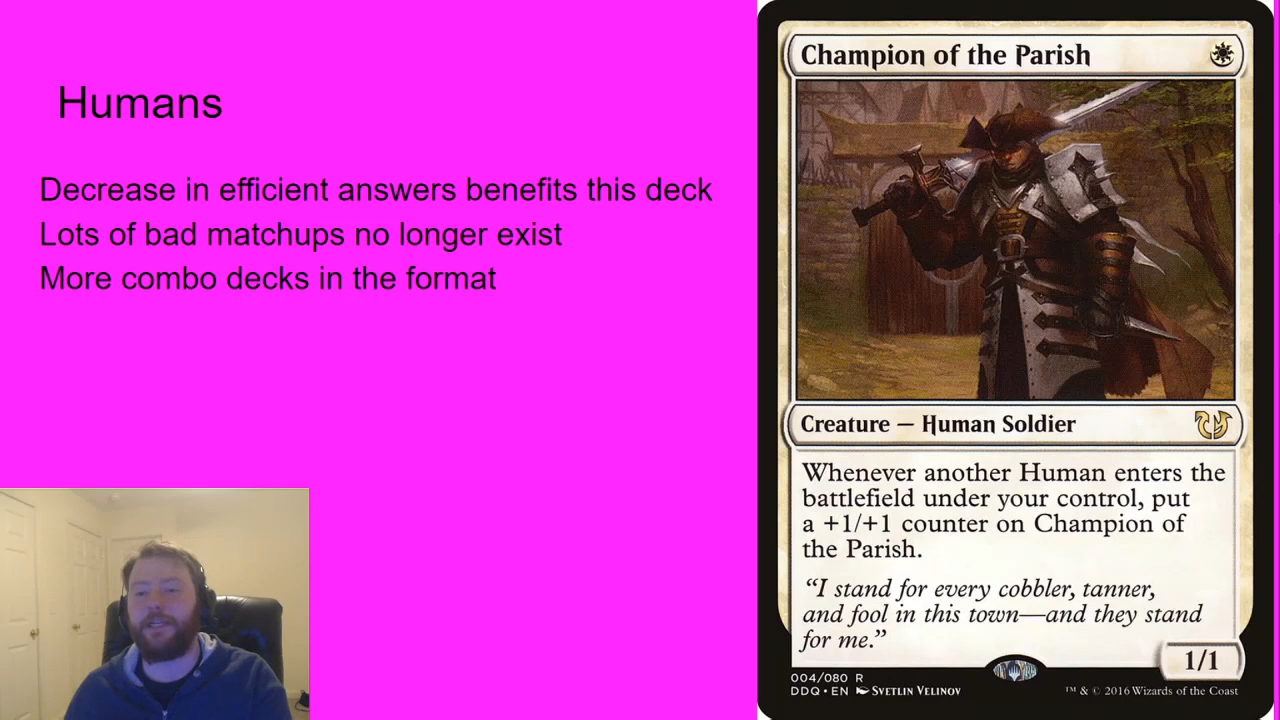 Humans
Decrease in efficient answers benefits this deck
Lots of bad matchups no longer exist
More combo decks in the format
Champion of the Parish
Creature — Human Soldier
Whenever another Human enters the
battlefield under your control, put
a +1/+1 counter on Champion of
the Parish.
“I stand for every cobbler, tanner,
and fool in this town—and they stand
for me.”
1/1
004/080 R
DDQ • EN Svetlin Velinov
™ & © 2016 Wizards of the Coast